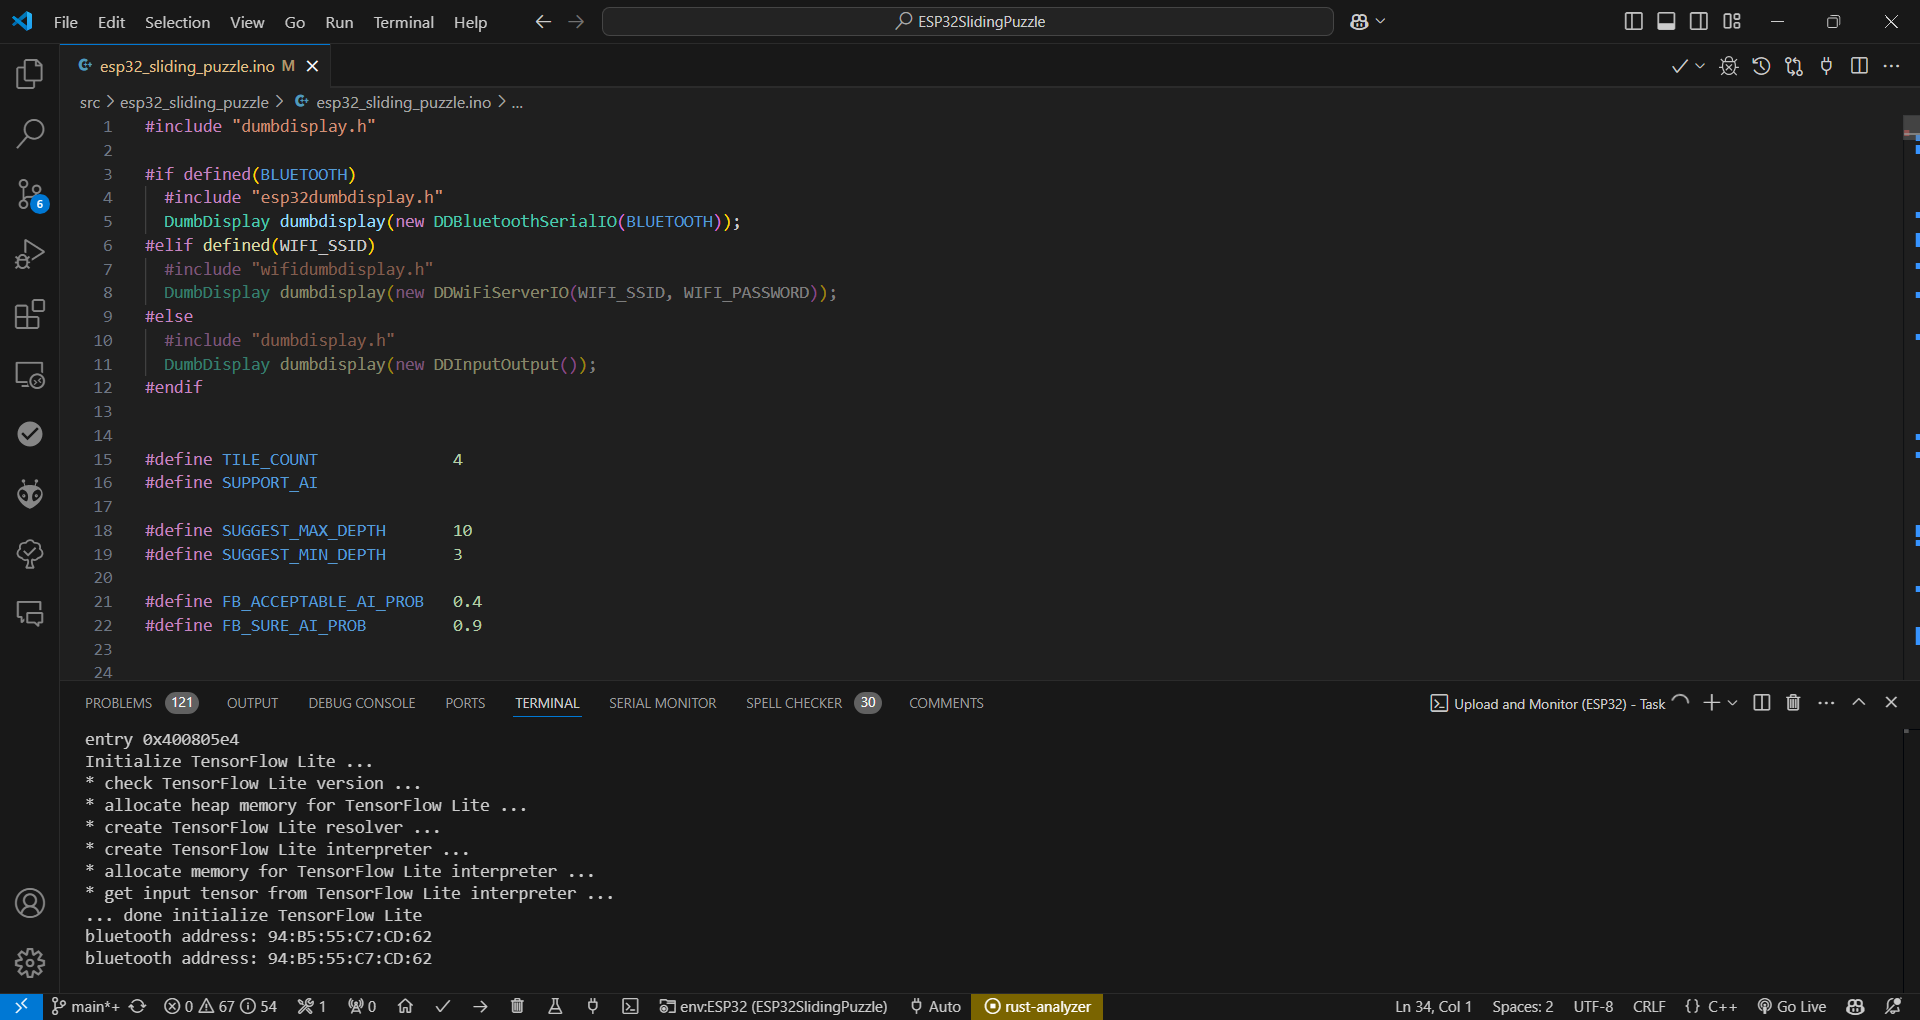 File Edit Selection View Go Run Terminal Help ESP32SlidingPuzzle
esp32_sliding_puzzle.ino M
src > esp32_sliding_puzzle > esp32_sliding_puzzle.ino > ...
1 #include "dumbdisplay.h"
2
3 #if defined(BLUETOOTH)
4 #include "esp32dumbdisplay.h"
5 DumbDisplay dumbdisplay(new DDBluetoothSerialIO(BLUETOOTH));
6 #elif defined(WIFI_SSID)
7 #include "wifidumbdisplay.h"
8 DumbDisplay dumbdisplay(new DDWiFiServerIO(WIFI_SSID, WIFI_PASSWORD));
9 #else
10 #include "dumbdisplay.h"
11 DumbDisplay dumbdisplay(new DDInputOutput());
12 #endif
13
14
15 #define TILE_COUNT 4
16 #define SUPPORT_AI
17
18 #define SUGGEST_MAX_DEPTH 10
19 #define SUGGEST_MIN_DEPTH 3
20
21 #define FB_ACCEPTABLE_AI_PROB 0.4
22 #define FB_SURE_AI_PROB 0.9
23
24
6
PROBLEMS 121 OUTPUT DEBUG CONSOLE PORTS TERMINAL SERIAL MONITOR SPELL CHECKER 30 COMMENTS Upload and Monitor (ESP32) - Task
entry 0x400805e4
Initialize TensorFlow Lite ...
* check TensorFlow Lite version ...
* allocate heap memory for TensorFlow Lite ...
* create TensorFlow Lite resolver ...
* create TensorFlow Lite interpreter ...
* allocate memory for TensorFlow Lite interpreter ...
* get input tensor from TensorFlow Lite interpreter ...
... done initialize TensorFlow Lite
bluetooth address: 94:B5:55:C7:CD:62
bluetooth address: 94:B5:55:C7:CD:62
main*+ 0 67 54 1 0 env:ESP32 (ESP32SlidingPuzzle) Auto rust-analyzer Ln 34, Col 1 Spaces: 2 UTF-8 CRLF {} C++ Go Live